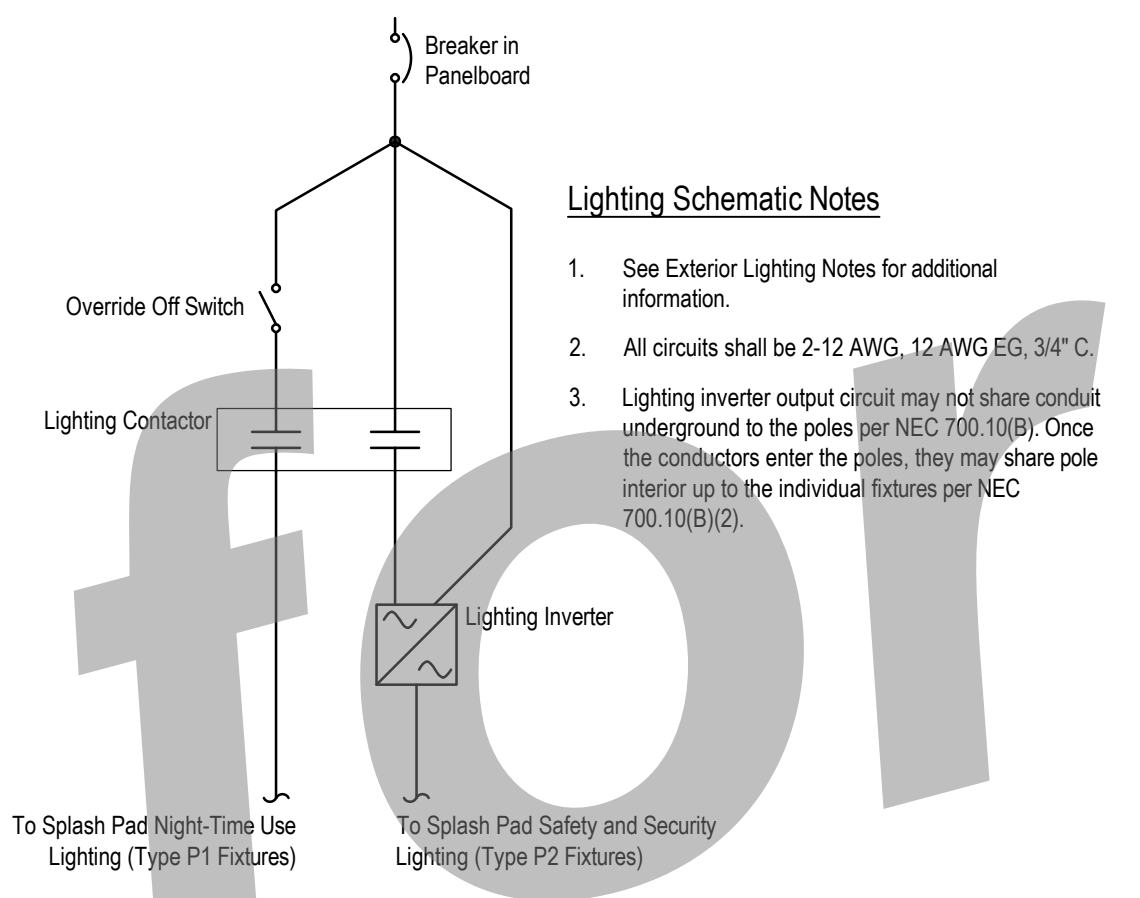 Breaker in
Panelboard
Lighting Schematic Notes
1. See Exterior Lighting Notes for additional
information.
2. All circuits shall be 2-12 AWG, 12 AWG EG, 3/4" C.
3. Lighting inverter output circuit may not share conduit
underground to the poles per NEC 700.10(B). Once
the conductors enter the poles, they may share pole
interior up to the individual fixtures per NEC
700.10(B)(2).
Override Off Switch
Lighting Contactor
Lighting Inverter
To Splash Pad Night-Time Use
Lighting (Type P1 Fixtures)
To Splash Pad Safety and Security
Lighting (Type P2 Fixtures)
for